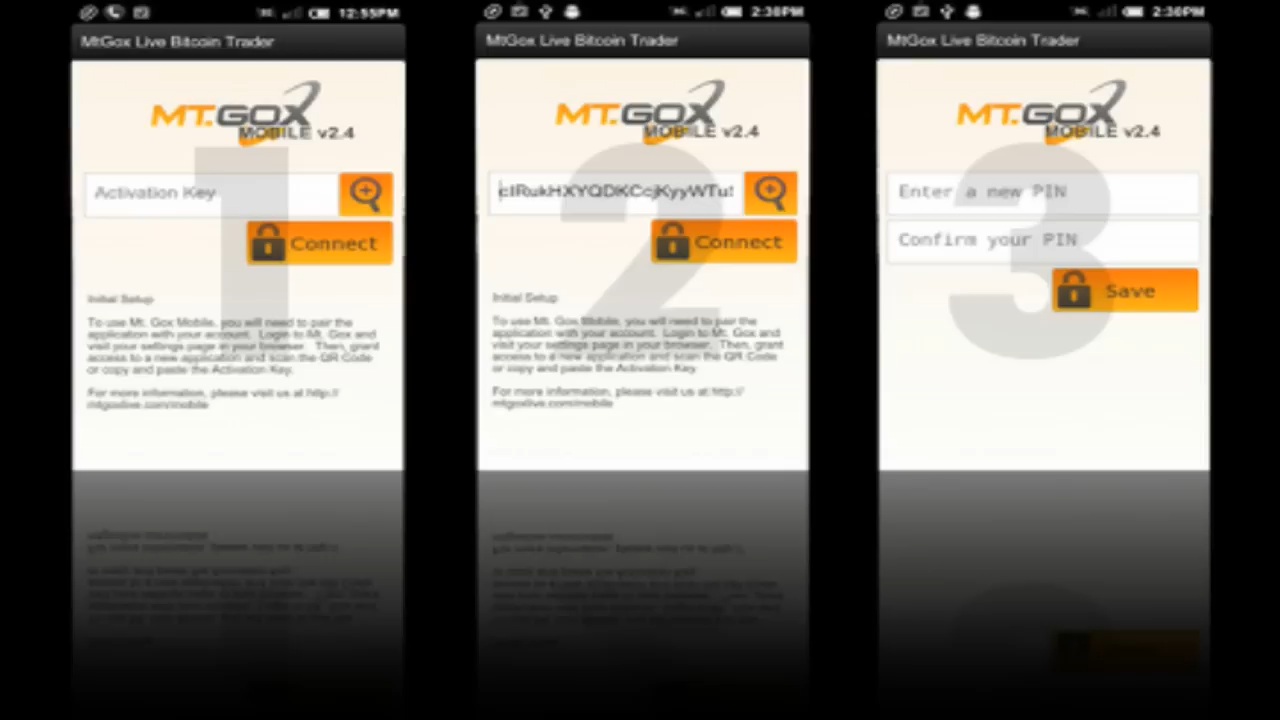 12:55PM
MtGox Live Bitcoin Trader
MT.GOX
MOBILE v2.4
1
Activation Key
Connect
Initial Setup
To use Mt. Gox Mobile, you will need to pair the
application with your account. Login to Mt. Gox and
visit your settings page in your browser. Then, grant
access to a new application and scan the QR Code
or copy and paste the Activation Key.
For more information, please visit us at http://
mtgoxlive.com/mobile
2:36PM
MtGox Live Bitcoin Trader
MT.GOX
MOBILE v2.4
2
Connect
Initial Setup
To use Mt. Gox Mobile, you will need to pair the
application with your account. Login to Mt. Gox and
visit your settings page in your browser. Then, grant
access to a new application and scan the QR Code
or copy and paste the Activation Key.
For more information, please visit us at http://
mtgoxlive.com/mobile
2:36PM
MtGox Live Bitcoin Trader
MT.GOX
MOBILE v2.4
3
Enter a new PIN
Confirm your PIN
Save